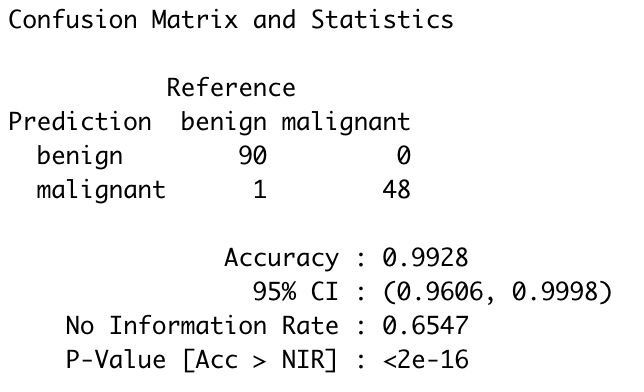 Confusion Matrix and Statistics
Reference
Prediction benign malignant
benign 90 0
malignant 1 48
Accuracy : 0.9928
95% CI : (0.9606, 0.9998)
No Information Rate : 0.6547
P-Value [Acc > NIR] : <2e-16